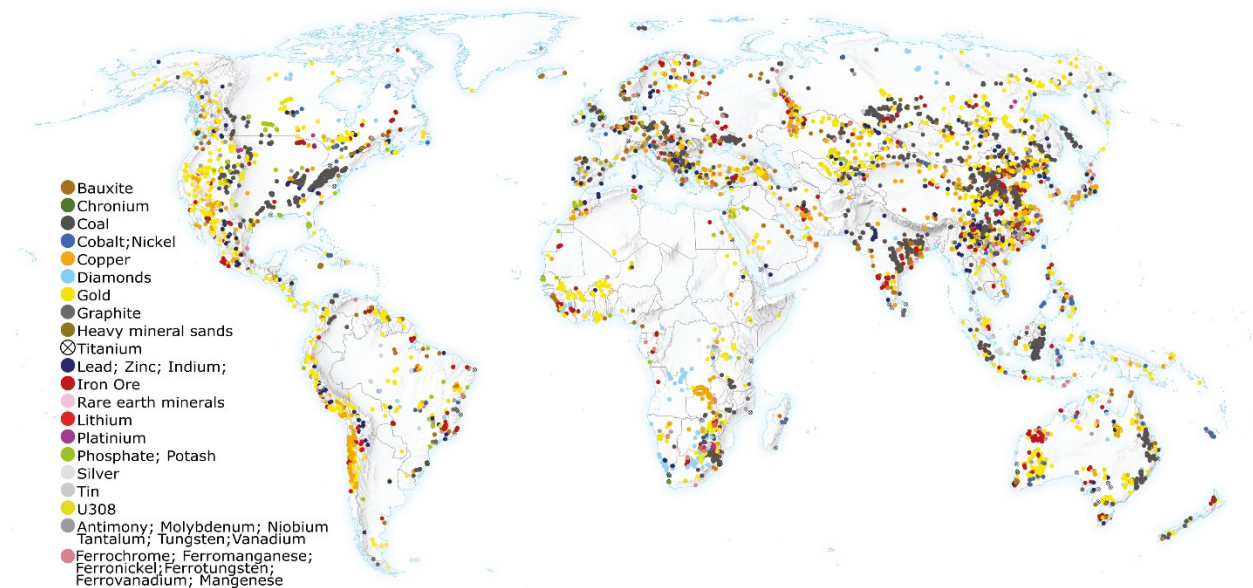 Bauxite
Chronium
Coal
Cobalt;Nickel
Copper
Diamonds
Gold
Graphite
Heavy mineral sands
Titanium
Lead; Zinc; Indium;
Iron Ore
Rare earth minerals
Lithium
Platinium
Phosphate; Potash
Silver
Tin
U308
Antimony; Molybdenum; Niobium
Tantalum; Tungsten;Vanadium
Ferrochrome; Ferromanganese;
Ferronickel;Ferrotungsten;
Ferrovanadium; Mangenese